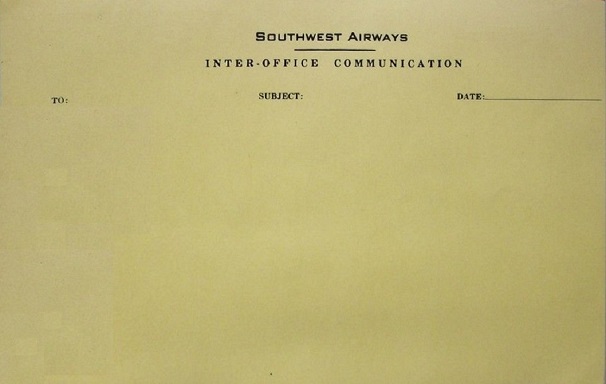 SOUTHWEST AIRWAYS
INTER-OFFICE COMMUNICATION
TO: SUBJECT: DATE: